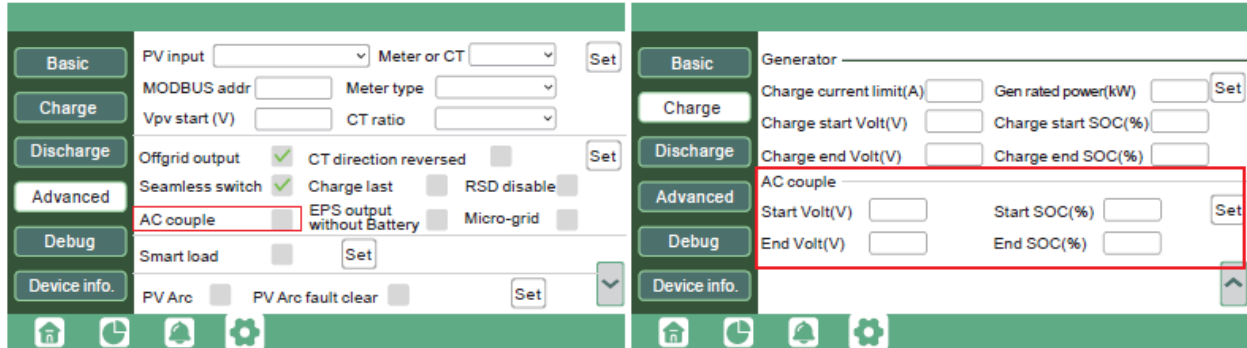 Basic
Charge
Discharge
Advanced
Debug
Device info.
PV input Meter or CT Set
MODBUS addr Meter type
Vpv start (V) CT ratio
Offgrid output CT direction reversed Set
Seamless switch Charge last RSD disable
AC couple EPS output without Battery Micro-grid
Smart load Set
PV Arc PV Arc fault clear Set
Basic
Charge
Discharge
Advanced
Debug
Device info.
Generator
Charge current limit(A) Gen rated power(kW) Set
Charge start Volt(V) Charge start SOC(%)
Charge end Volt(V) Charge end SOC(%)
AC couple
Start Volt(V) Start SOC(%) Set
End Volt(V) End SOC(%)